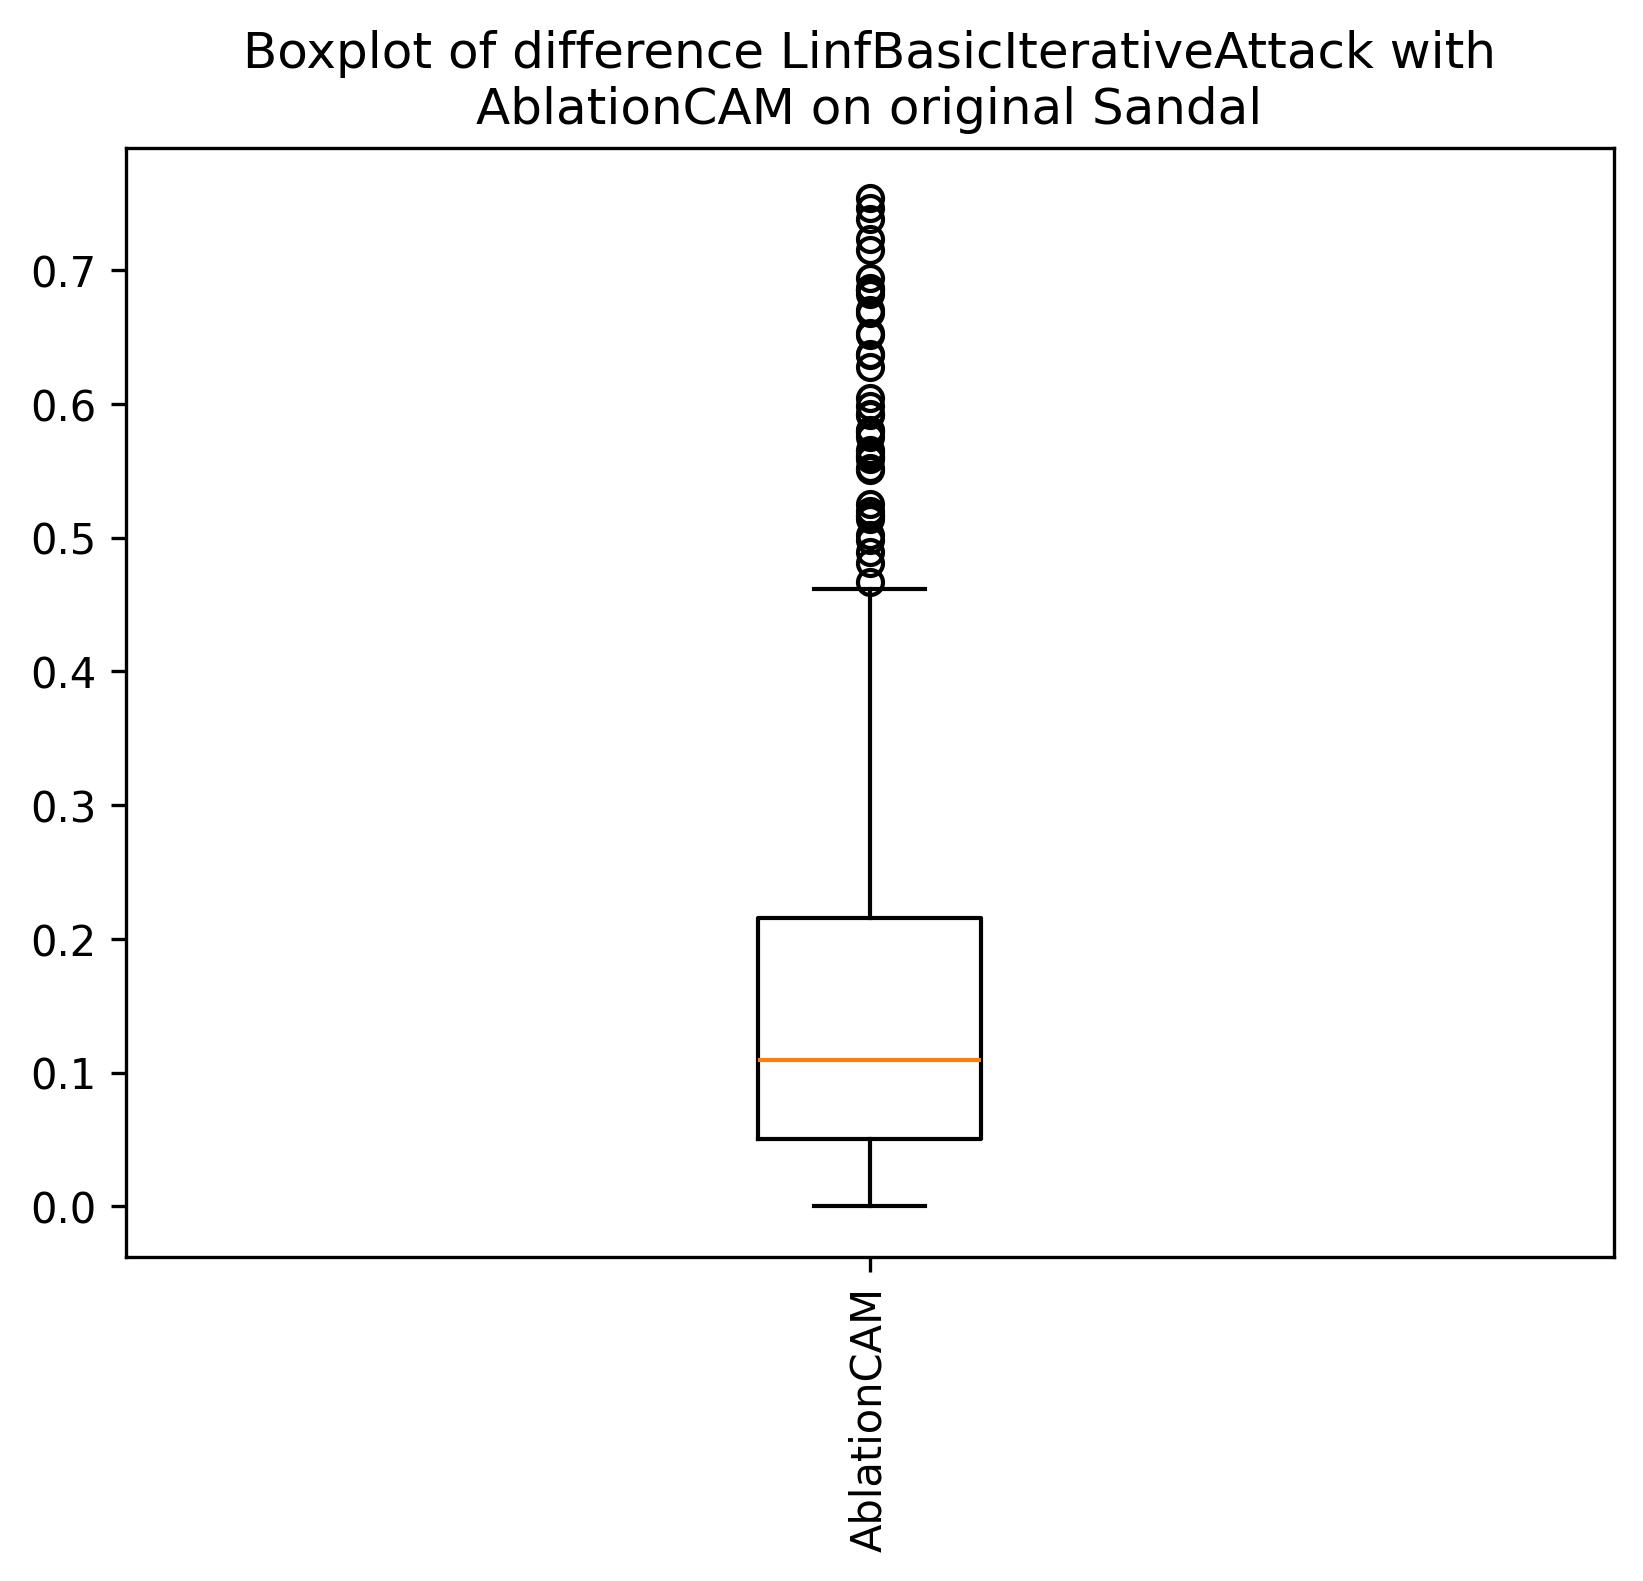 Boxplot of difference LinfBasicIterativeAttack with
AblationCAM on original Sandal
0.7
0.6
0.5
0.4
0.3
0.2
0.1
0.0
AblationCAM